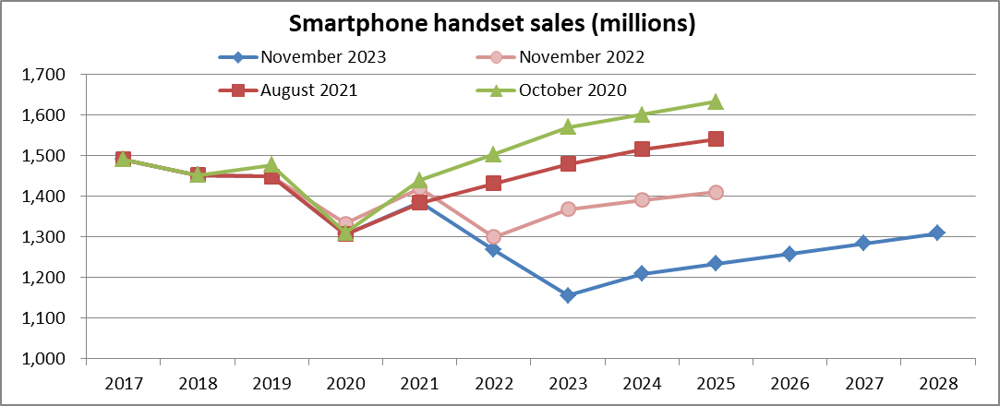 Smartphone handset sales (millions)
November 2023
November 2022
August 2021
October 2020
1,700
1,600
1,500
1,400
1,300
1,200
1,100
1,000
2017 2018 2019 2020 2021 2022 2023 2024 2025 2026 2027 2028